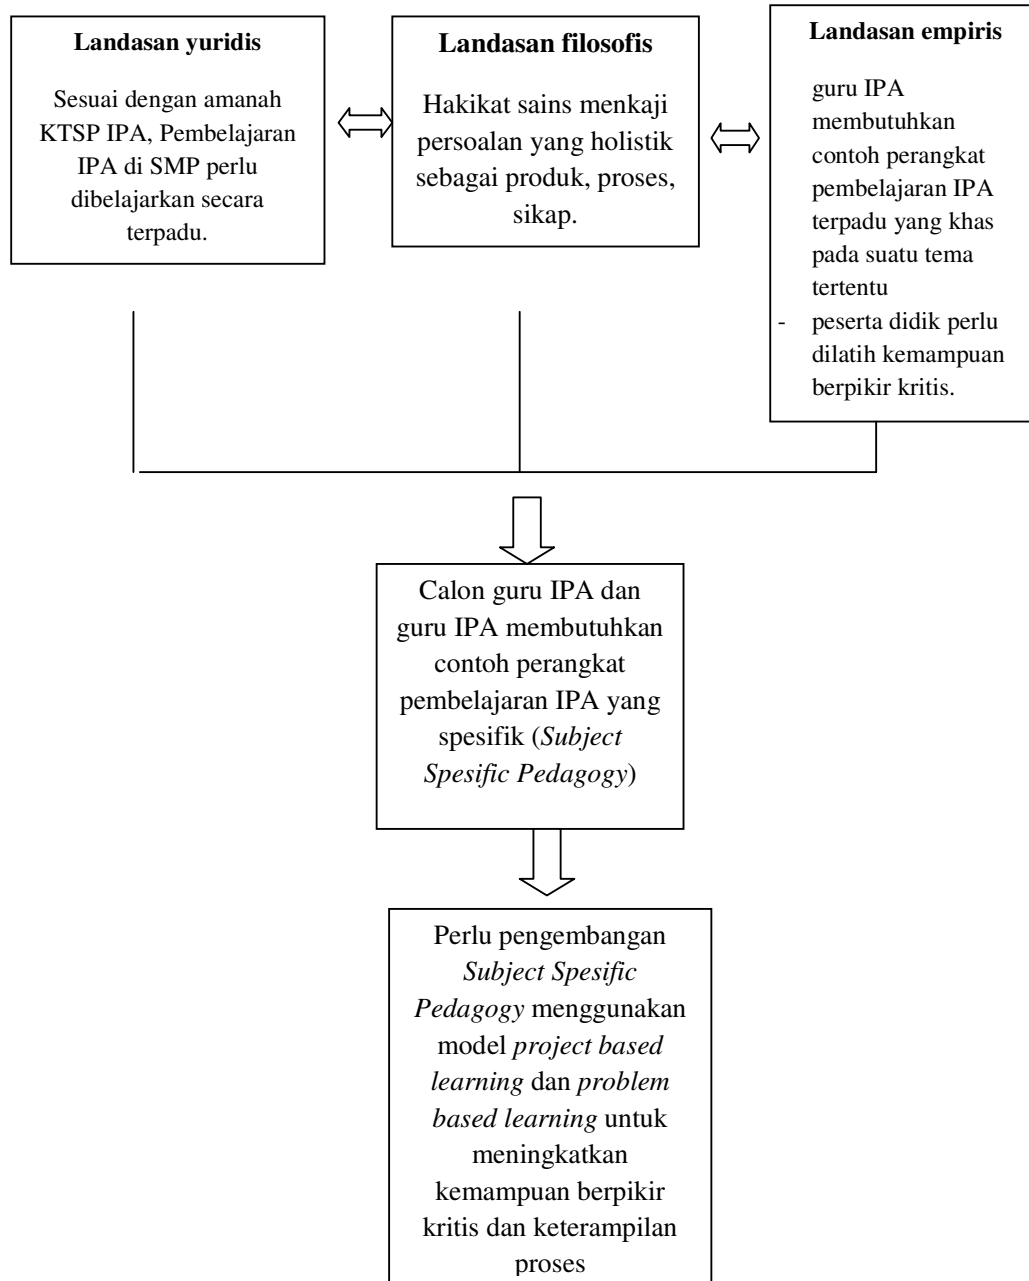 Landasan yuridis
Sesuai dengan amanah
KTSP IPA, Pembelajaran
IPA di SMP perlu
dibelajarkan secara
terpadu.
Landasan filosofis
Hakikat sains menkaji
persoalan yang holistik
sebagai produk, proses,
sikap.
Landasan empiris
guru IPA
membutuhkan
contoh perangkat
pembelajaran IPA
terpadu yang khas
pada suatu tema
tertentu
- peserta didik perlu
dilatih kemampuan
berpikir kritis.
Calon guru IPA dan
guru IPA membutuhkan
contoh perangkat
pembelajaran IPA yang
spesifik (Subject
Spesific Pedagogy)
Perlu pengembangan
Subject Spesific
Pedagogy menggunakan
model project based
learning dan problem
based learning untuk
meningkatkan
kemampuan berpikir
kritis dan keterampilan
proses